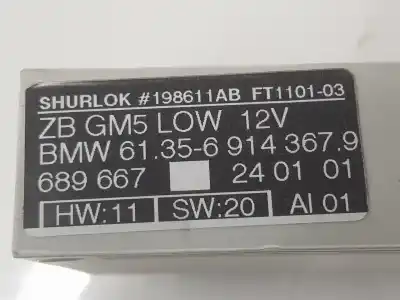 SHURLOK #198611AB FT1101-03
ZB GM5 LOW 12V
BMW 61.35-6 914 367.9
689 667 24 01 01
HW:11 SW:20 AI 01